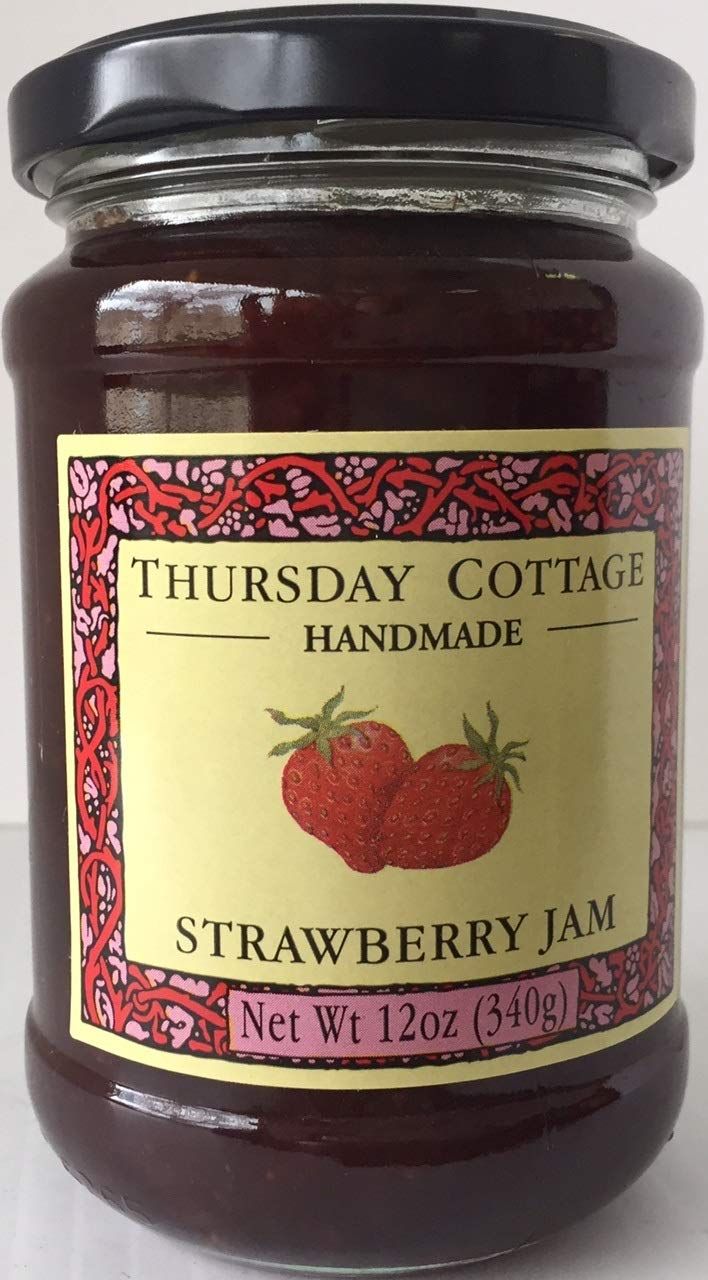 THURSDAY COTTAGE
HANDMADE
STRAWBERRY JAM
Net Wt 12oz (340g)